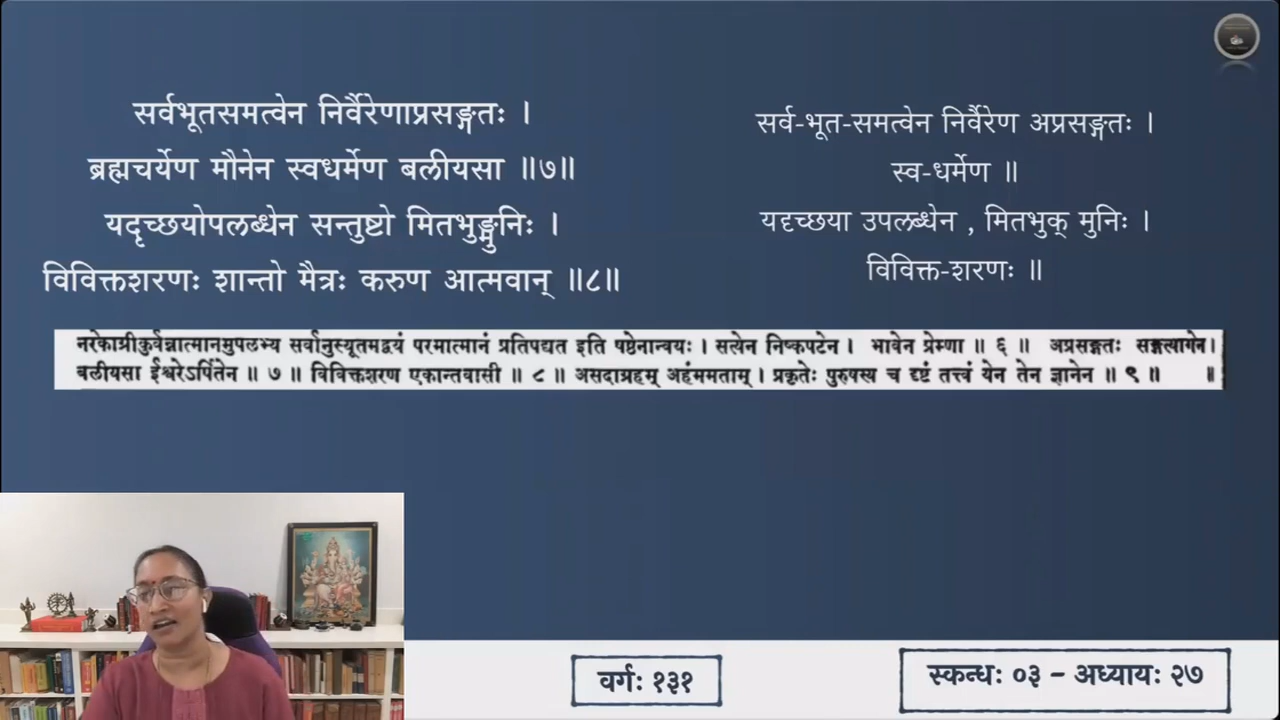 सर्वभूतसमत्वेन निर्वैरेणाप्रसङ्गतः ।
ब्रह्मचर्येण मौनेन स्वधर्मेण बलीयसा ॥७॥
यदृच्छयोपलब्धेन सन्तुष्टो मितभुङ्मुनिः ।
विविक्तशरणः शान्तो मैत्रः करुण आत्मवान् ॥८॥
सर्व-भूत-समत्वेन निर्वैरेण अप्रसङ्गतः ।
स्व-धर्मेण ॥
यदृच्छया उपलब्धेन , मितभुक् मुनिः ।
विविक्त-शरणः ॥
नरेकाग्रीकुर्वन्नात्मानमुपलभ्य सर्वानुस्यूतमद्वयं परमात्मानं प्रतिपद्यत इति षष्ठेनान्वयः । सत्येन निष्कपटेन । भावेन प्रेम्णा ॥ ६ ॥ अप्रसङ्गतः सङ्गत्यागेन ।
बलीयसा ईश्वरेऽर्पितेन ॥ ७ ॥ विविक्तशरण एकान्तवासी ॥ ८ ॥ असदाग्रहम् अहंममताम् । प्रकृतेः पुरुषस्य च दृष्टं तत्त्वं येन तेन ज्ञानेन ॥ ९ ॥ ॥
वर्गः १३१
स्कन्धः ०३ – अध्यायः २७